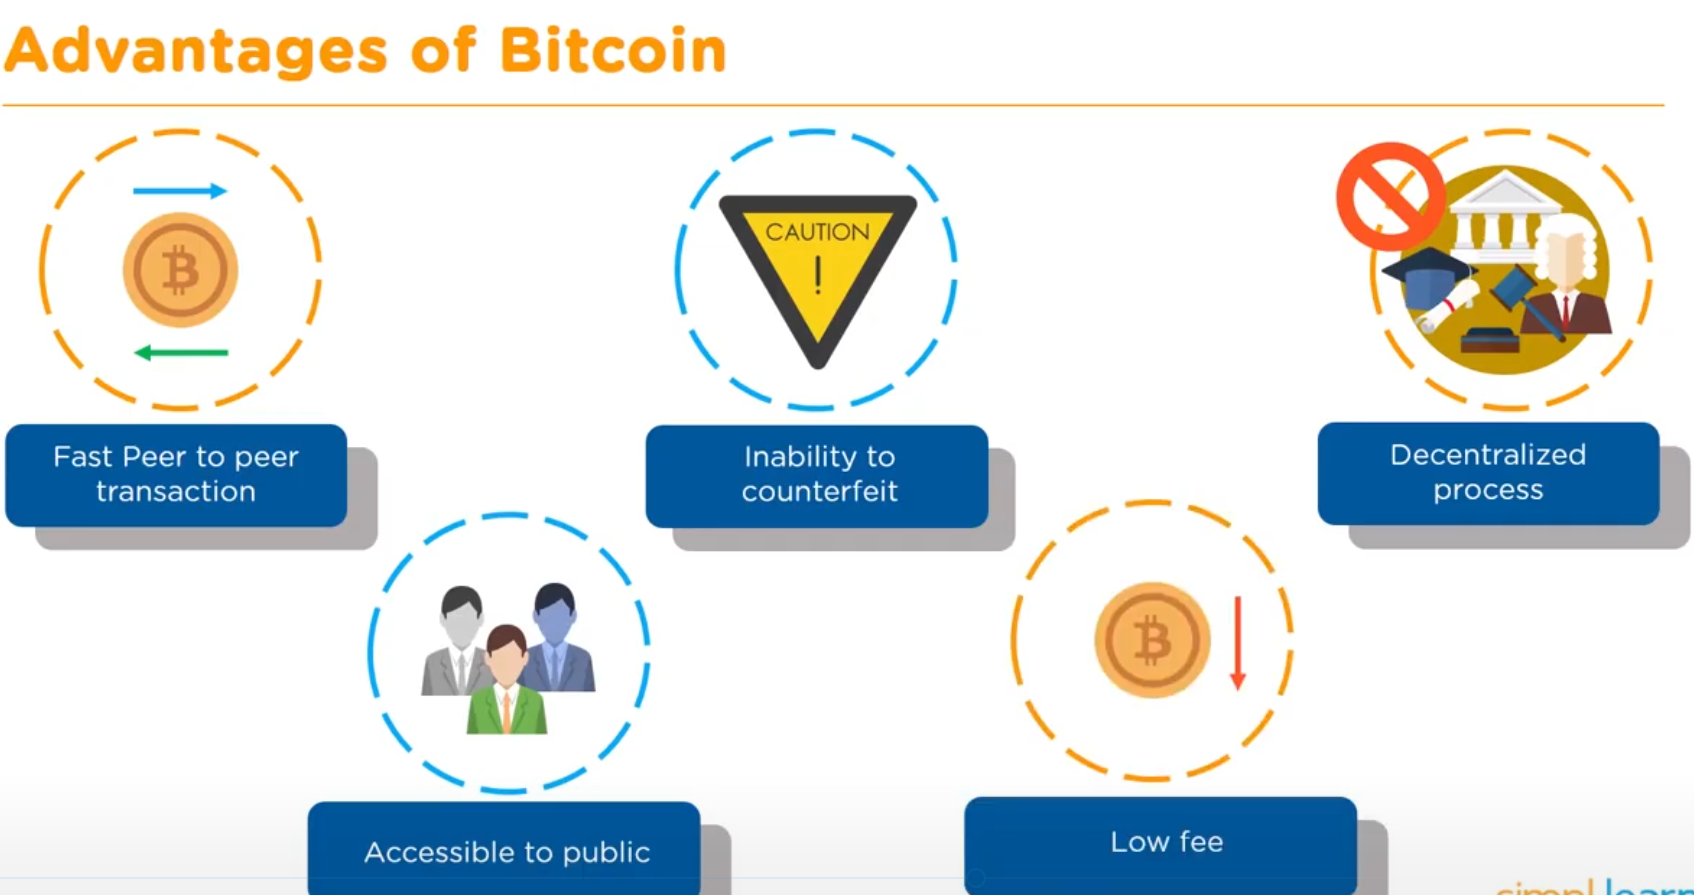 Advantages of Bitcoin
CAUTION
!
Fast Peer to peer
transaction
Inability to
counterfeit
Decentralized
process
Accessible to public
Low fee
simplilearn